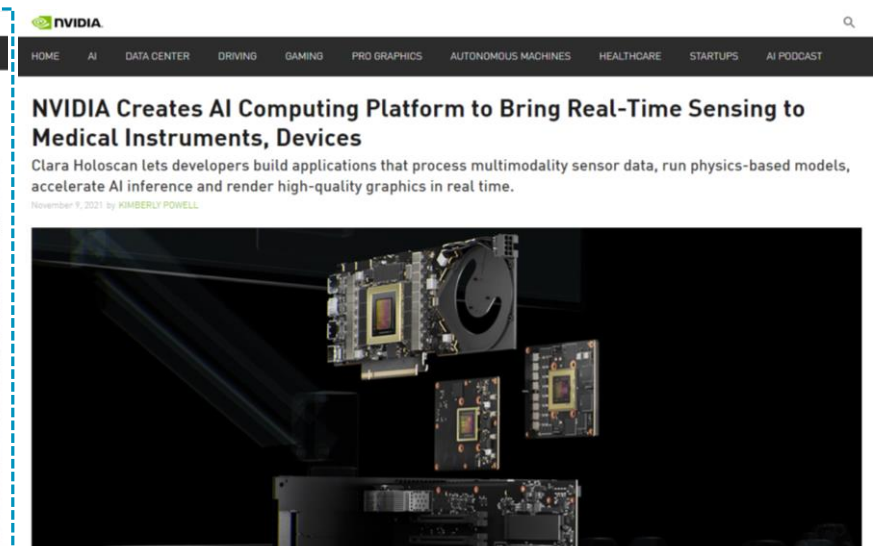 NVIDIA.
HOME AI DATA CENTER DRIVING GAMING PRO GRAPHICS AUTONOMOUS MACHINES HEALTHCARE STARTUPS AI PODCAST
NVIDIA Creates AI Computing Platform to Bring Real-Time Sensing to
Medical Instruments, Devices
Clara Holoscan lets developers build applications that process multimodality sensor data, run physics-based models,
accelerate AI inference and render high-quality graphics in real time.
November 9, 2021 by KIMBERLY POWELL